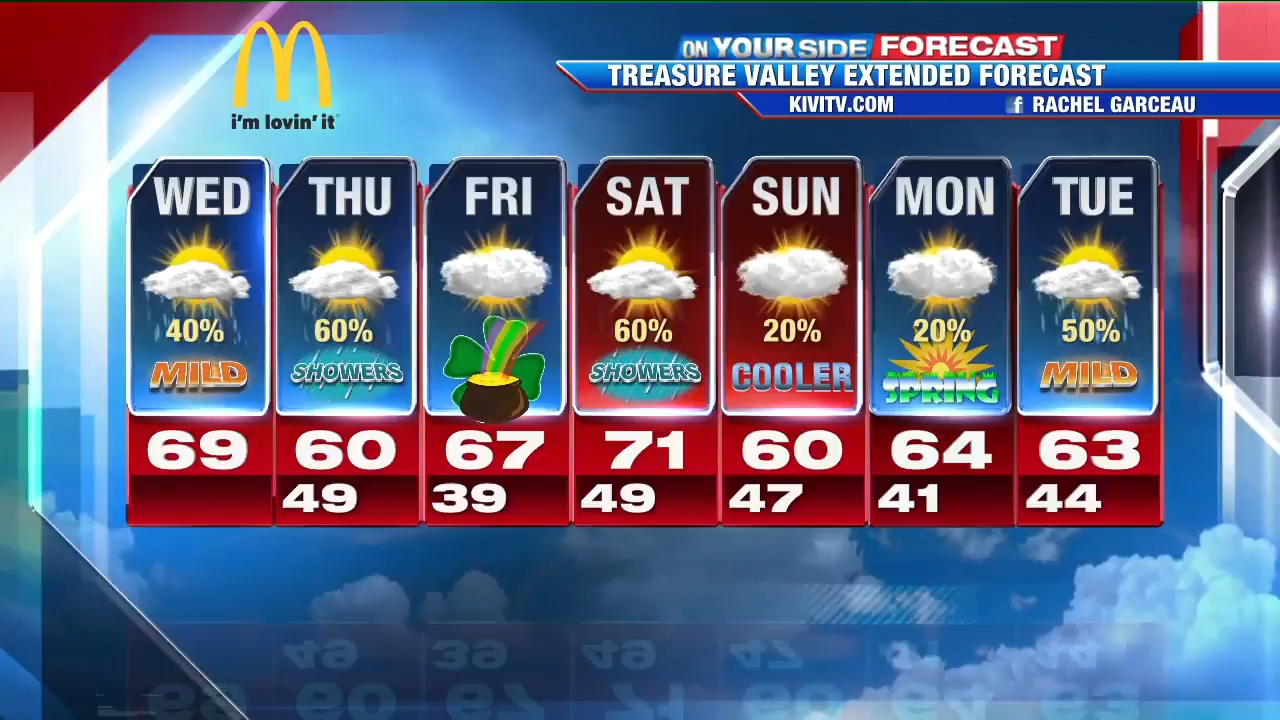 i'm lovin' it
ON YOUR SIDE FORECAST
TREASURE VALLEY EXTENDED FORECAST
KIVITV.COM f RACHEL GARCEAU
WED THU FRI SAT SUN MON TUE
40% 60% 60% 20% 20% 50%
MILD SHOWERS SHOWERS COOLER SPRING MILD
69 60 67 71 60 64 63
49 39 49 47 41 44